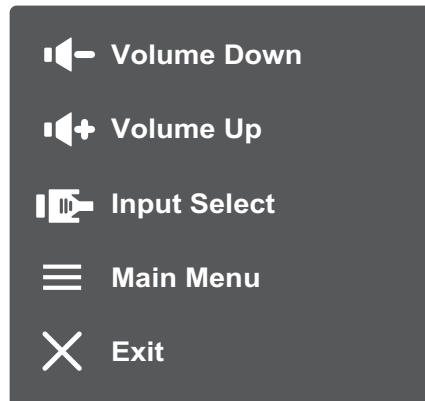 Volume Down
Volume Up
Input Select
Main Menu
Exit